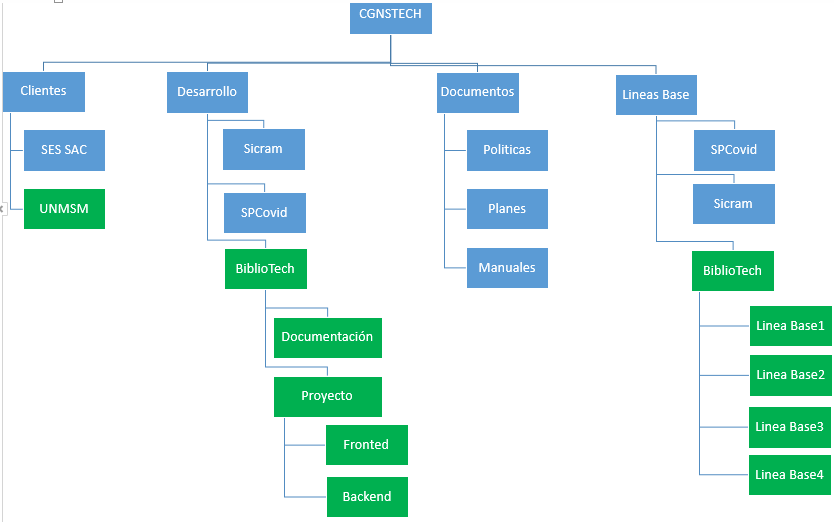 CGNSTECH
Clientes
Desarrollo
Documentos
Lineas Base
SES SAC
UNMSM
Sicram
SPCovid
BiblioTech
Documentación
Proyecto
Fronted
Backend
Politicas
Planes
Manuales
SPCovid
Sicram
BiblioTech
Linea Base1
Linea Base2
Linea Base3
Linea Base4